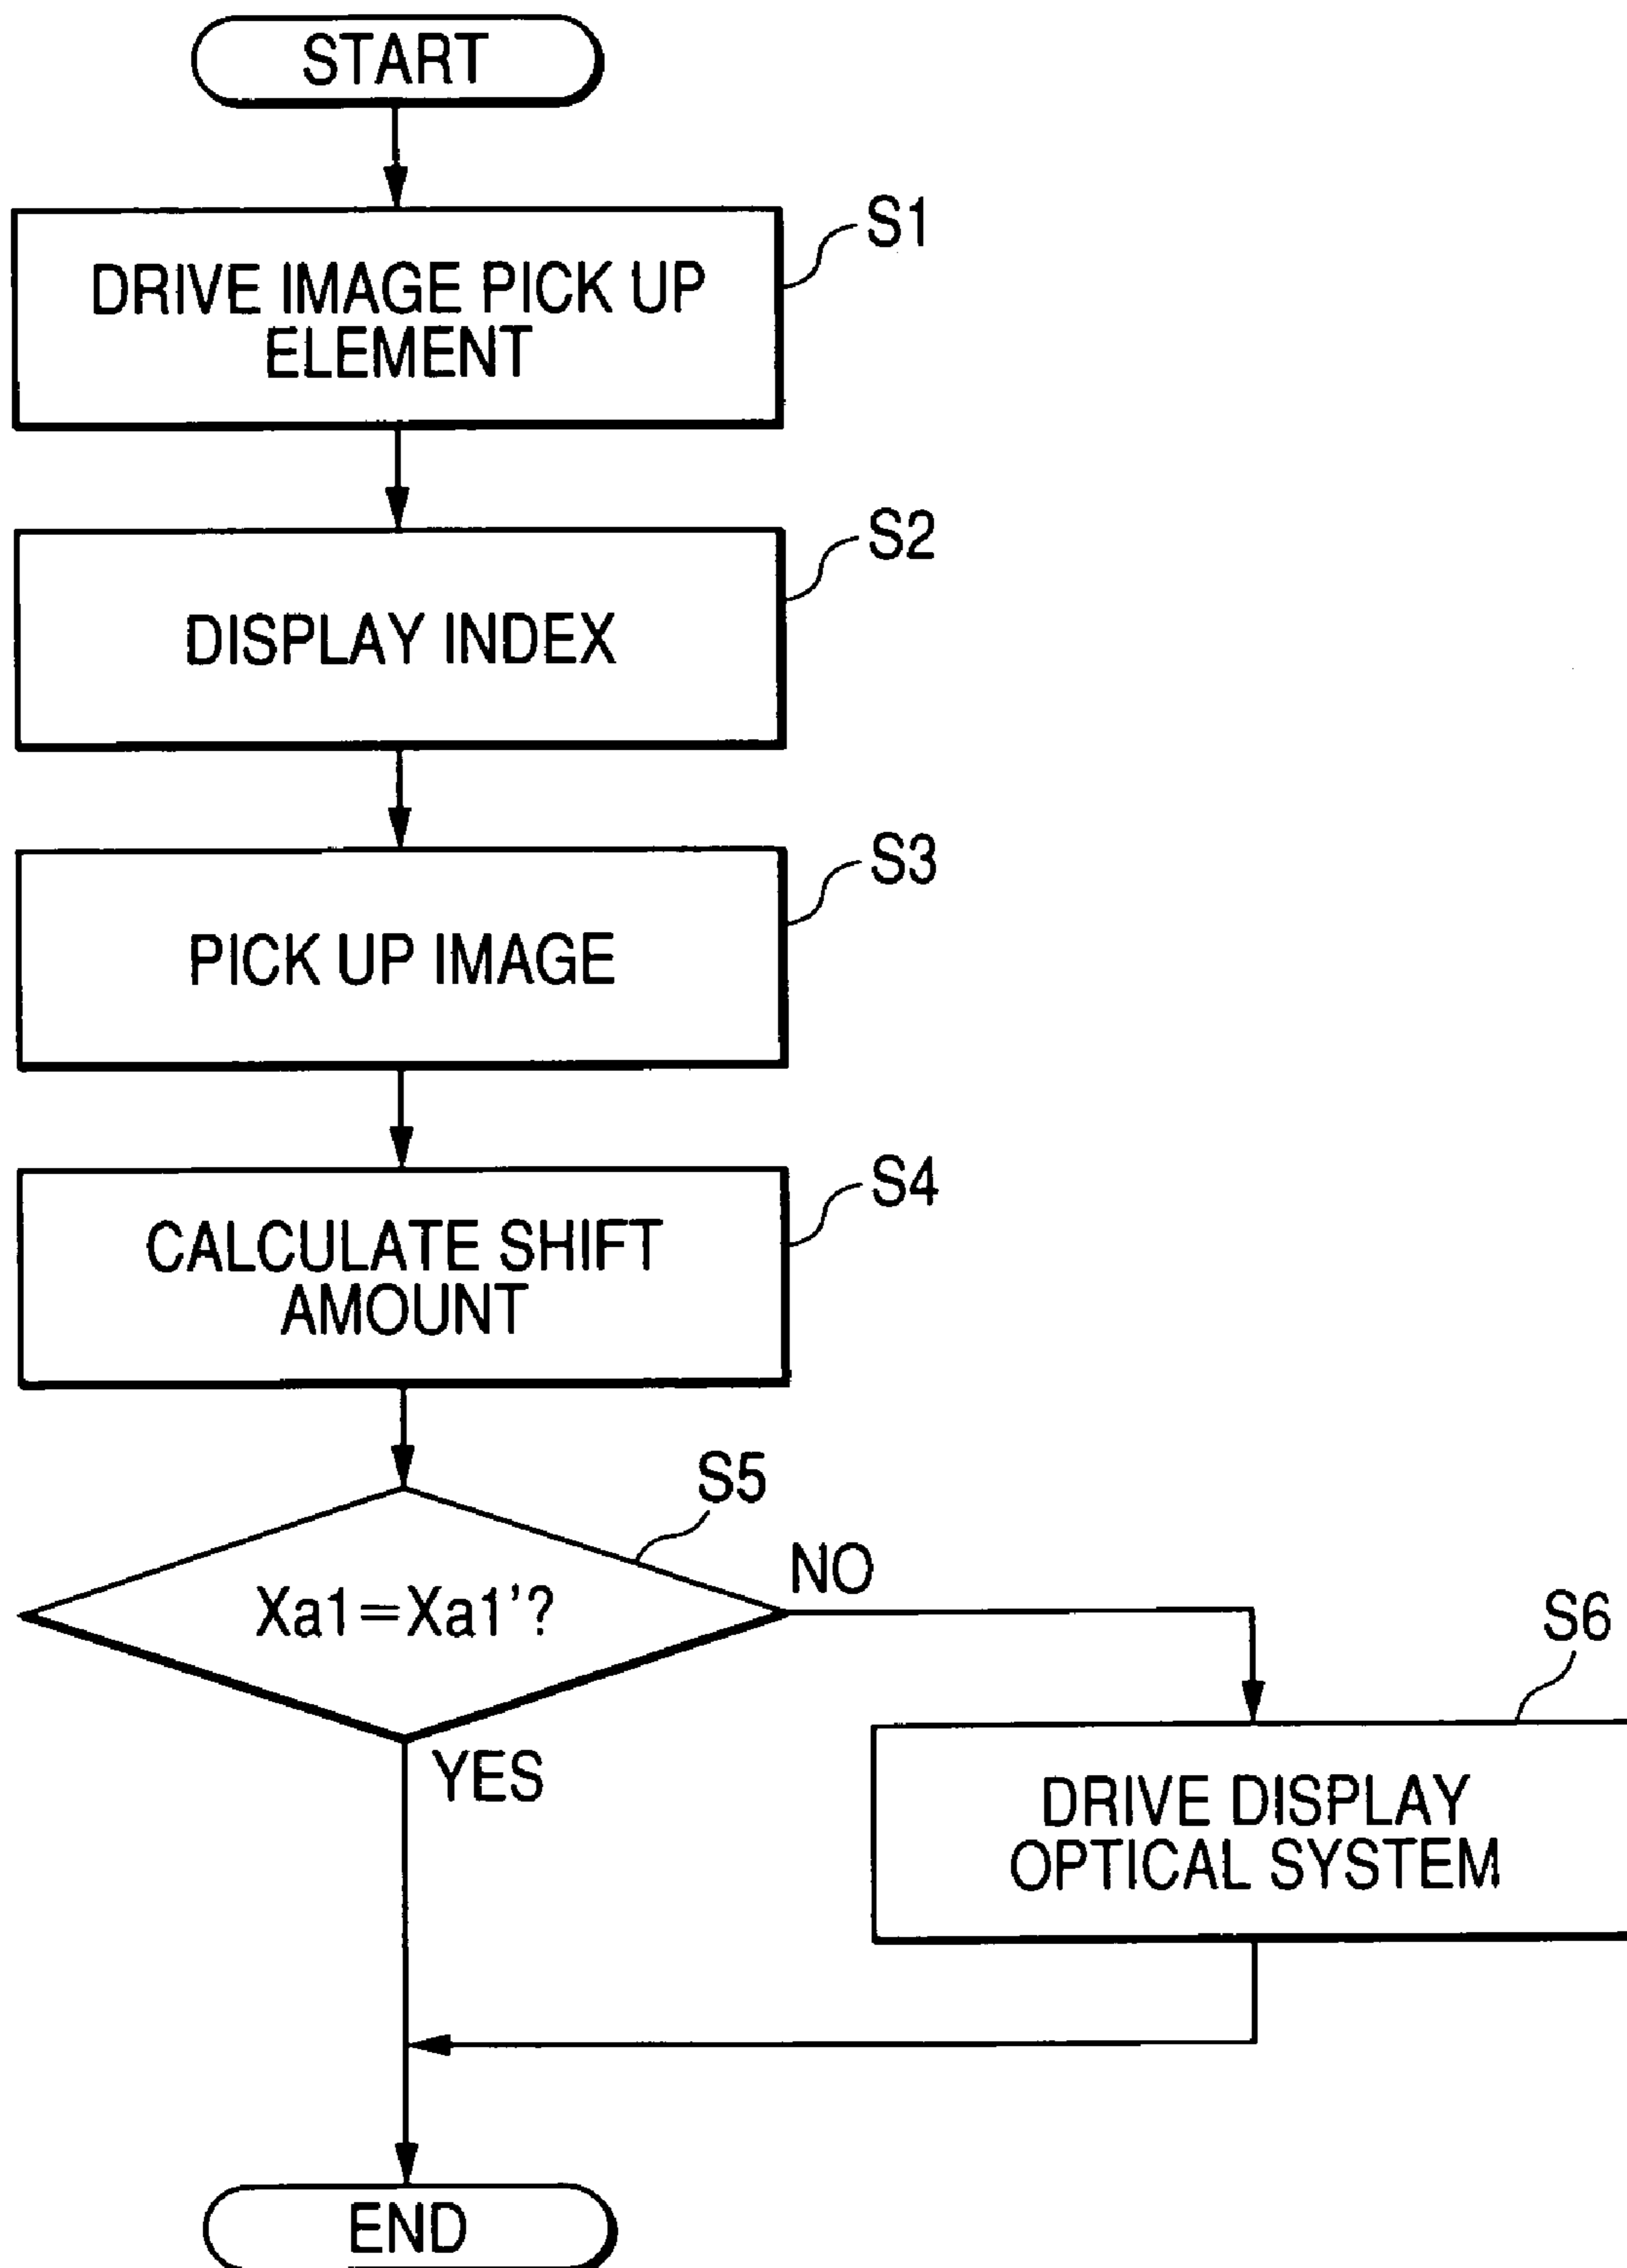 START
S1
DRIVE IMAGE PICK UP
ELEMENT
S2
DISPLAY INDEX
S3
PICK UP IMAGE
S4
CALCULATE SHIFT
AMOUNT
S5
Xa1=Xa1'?
NO
YES
S6
DRIVE DISPLAY
OPTICAL SYSTEM
END